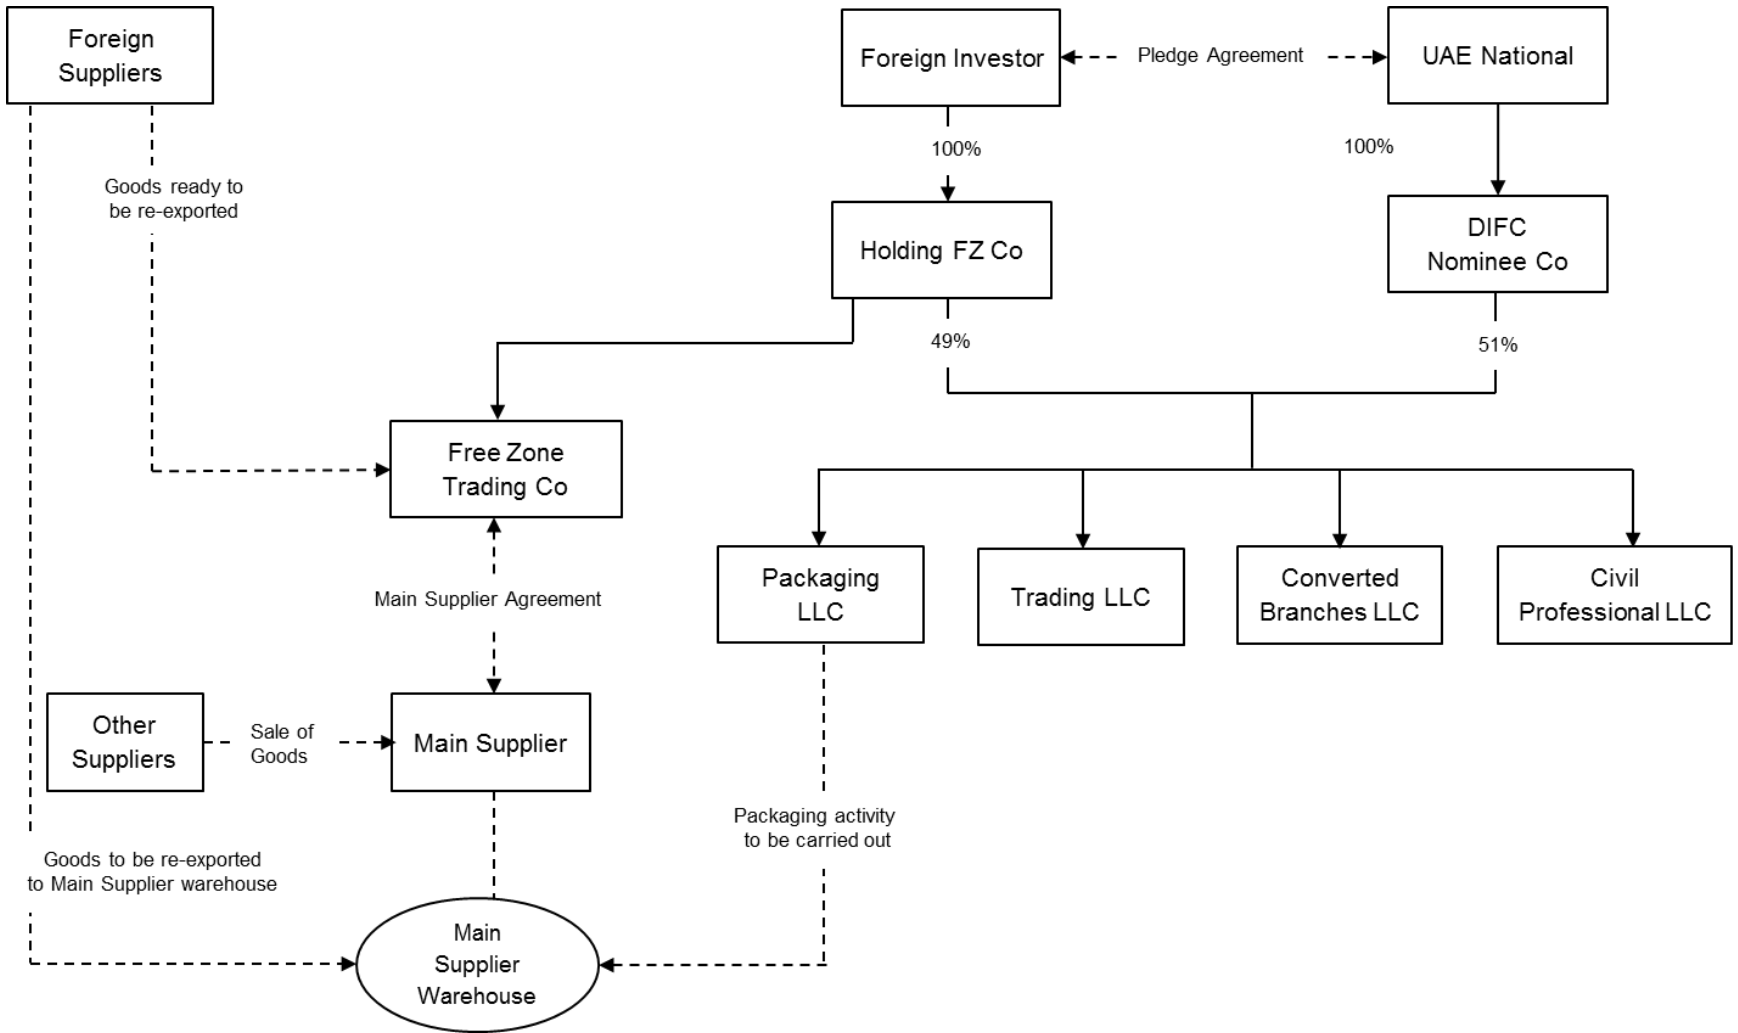 Foreign
Suppliers
Foreign Investor
Pledge Agreement
UAE National
100%
100%
Goods ready to
be re-exported
Holding FZ Co
DIFC
Nominee Co
49%
51%
Free Zone
Trading Co
Main Supplier Agreement
Packaging
LLC
Trading LLC
Converted
Branches LLC
Civil
Professional LLC
Other
Suppliers
Sale of
Goods
Main Supplier
Packaging activity
to be carried out
Goods to be re-exported
to Main Supplier warehouse
Main
Supplier
Warehouse